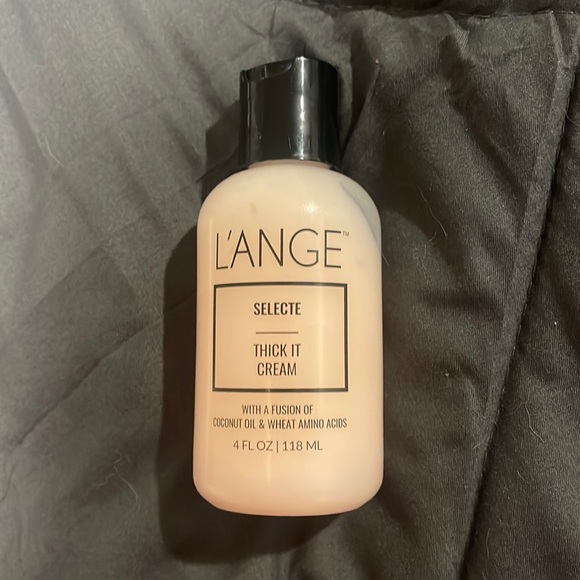 L'ANGE™
SELECTE
THICK IT
CREAM
WITH A FUSION OF
COCONUT OIL & WHEAT AMINO ACIDS
4 FL OZ | 118 ML